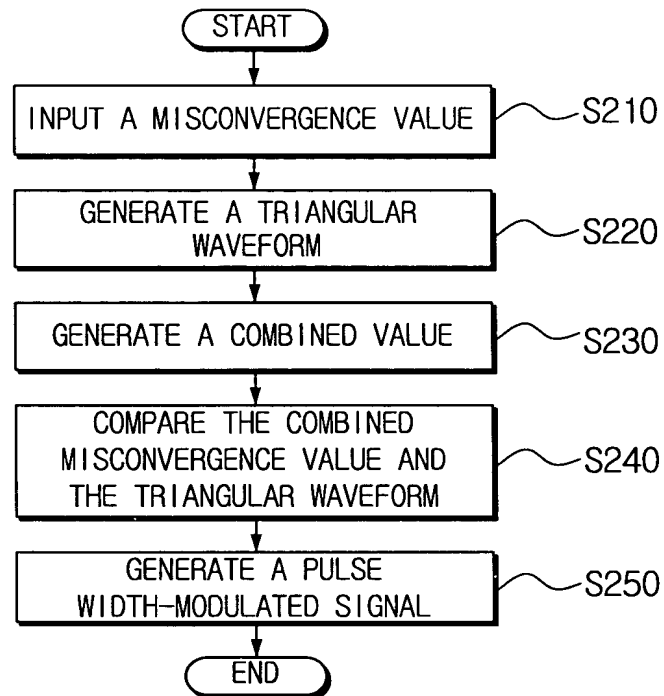 START
INPUT A MISCONVERGENCE VALUE
S210
GENERATE A TRIANGULAR
WAVEFORM
S220
GENERATE A COMBINED VALUE
S230
COMPARE THE COMBINED
MISCONVERGENCE VALUE AND
THE TRIANGULAR WAVEFORM
S240
GENERATE A PULSE
WIDTH-MODULATED SIGNAL
S250
END